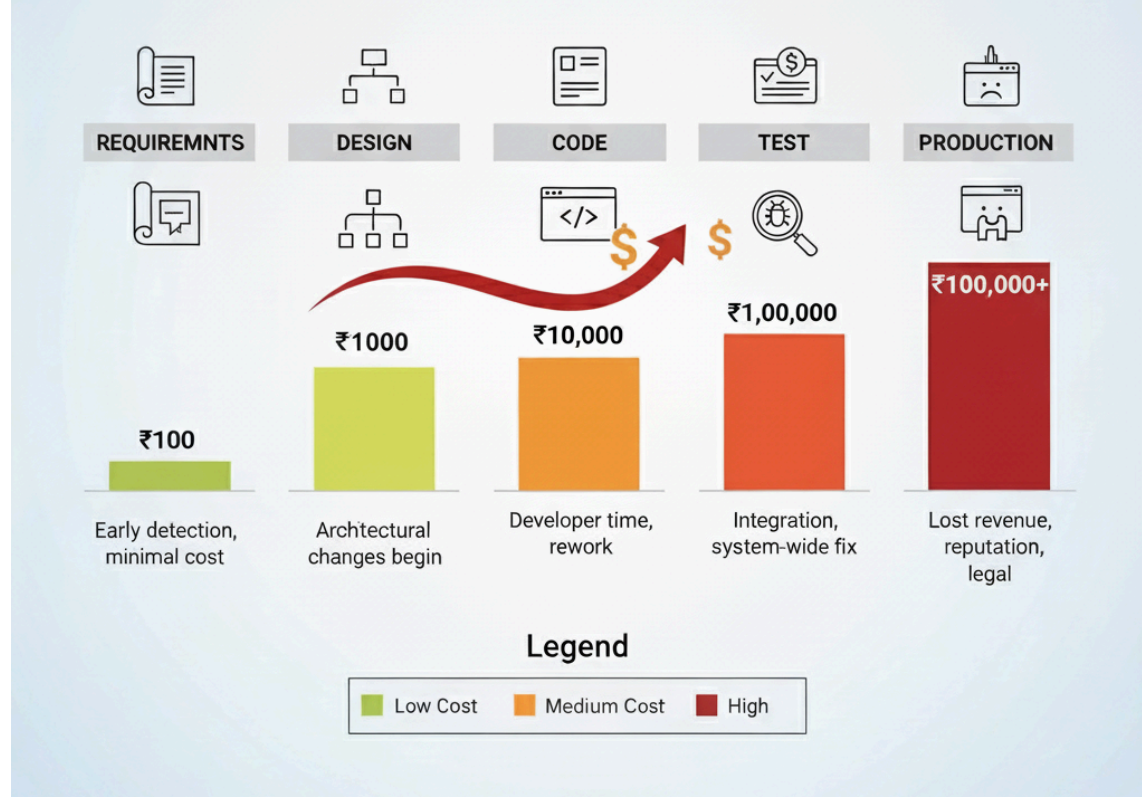 REQUIREMNTS
DESIGN
CODE
TEST
PRODUCTION
$
</>
$
$
₹100
₹1000
₹10,000
₹1,00,000
₹100,000+
Early detection,
minimal cost
Architectural
changes begin
Developer time,
rework
Integration,
system-wide fix
Lost revenue,
reputation,
legal
Legend
Low Cost
Medium Cost
High